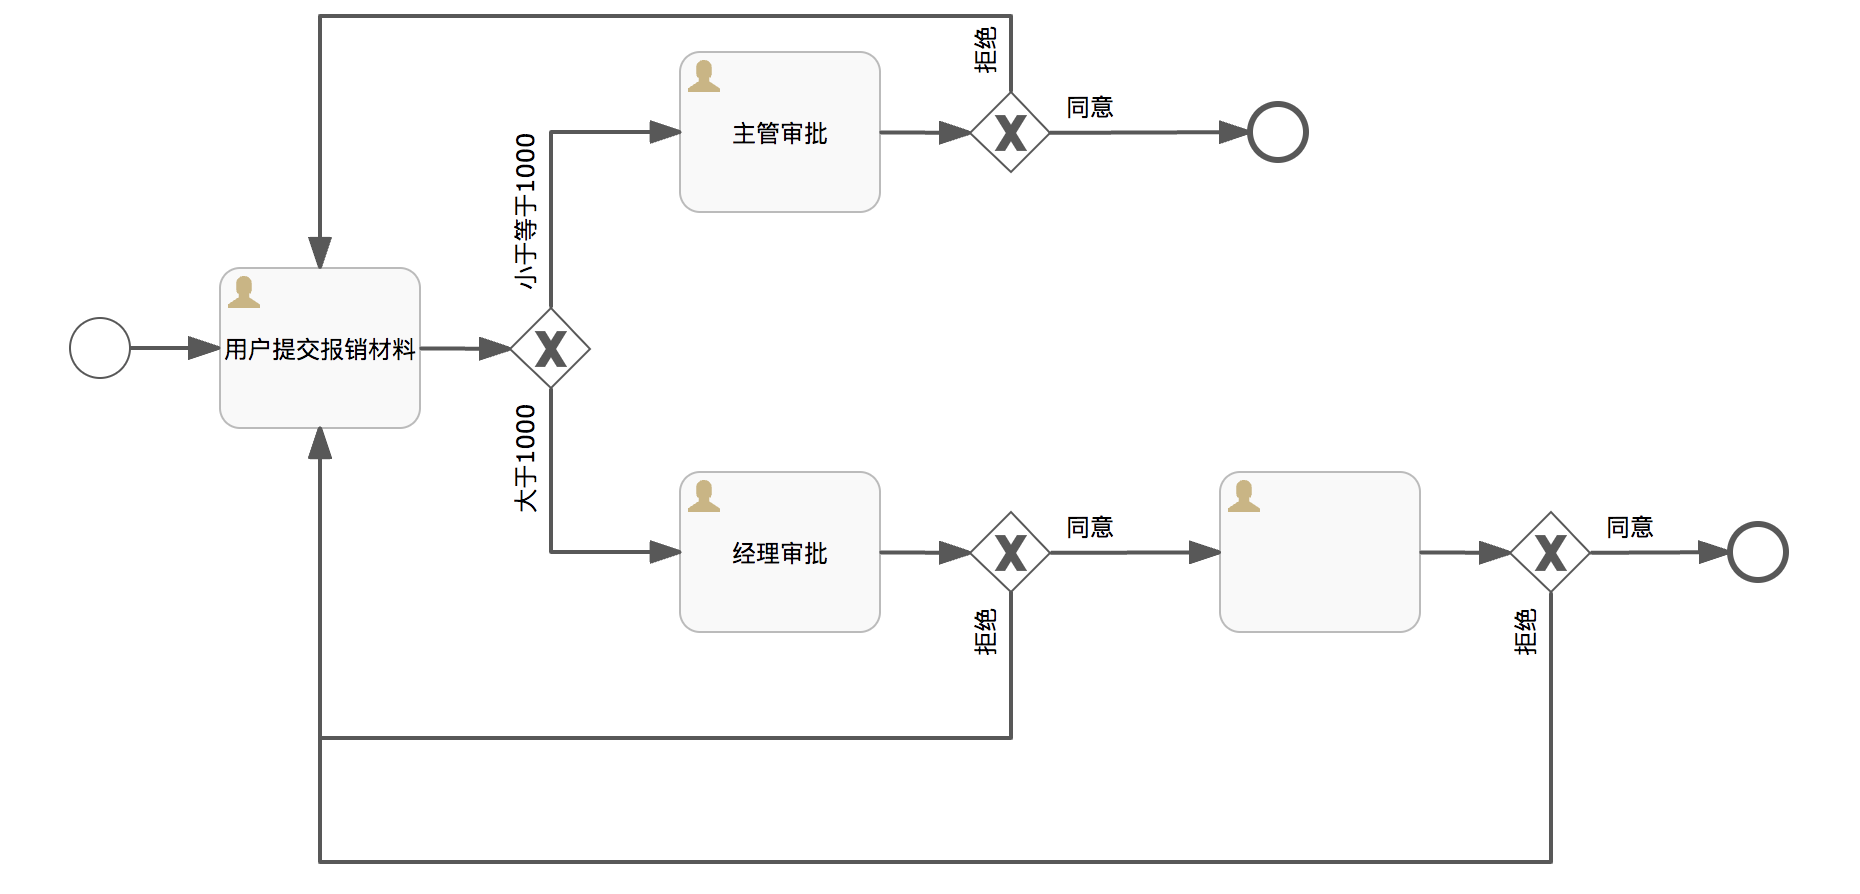 拒绝
同意
主管审批
小于等于1000
用户提交报销材料
大于1000
经理审批
同意
同意
拒绝
拒绝